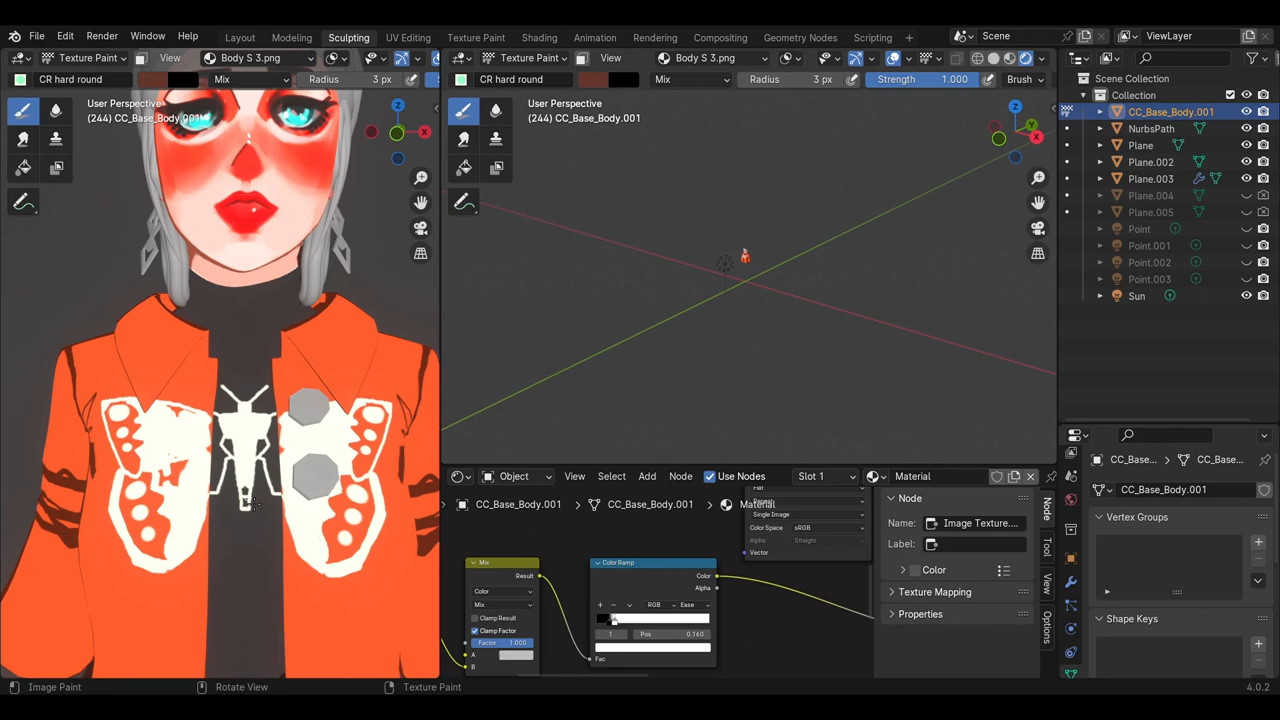 File Edit Render Window Help Layout Modeling Sculpting UV Editing Texture Paint Shading Animation Rendering Compositing Geometry Nodes Scripting Scene ViewLayer
Texture Paint View Body S 3.png
Texture Paint View Body S 3.png
CR hard round Mix Radius 3 px
CR hard round Mix Radius 3 px Strength 1.000 Brush
User Perspective
(244) CC_Base_Body.001
User Perspective
(244) CC_Base_Body.001
Z
X
Z
Y
X
Scene Collection
Collection
CC_Base_Body.001
NurbsPath
Plane
Plane.002
Plane.003
Plane.004
Plane.005
Point
Point.001
Point.002
Point.003
Sun
Object View Select Add Node Use Nodes Slot 1 Material
CC_Base_Body.001 > CC_Base_Body.001 > Material
Single Image
Color Space sRGB
Alpha Straight
Vector
Mix
Result
Color
Mix
Clamp Result
Clamp Factor
Factor 1.000
A
B
Color Ramp
Color
Alpha
RGB Ease
1 Pos 0.160
Fac
Node
Name: Image Texture....
Label:
Color
Texture Mapping
Properties
Node
Tool
View
Options
CC_Base... > CC_Base...
CC_Base_Body.001
Vertex Groups
Shape Keys
Image Paint Rotate View Texture Paint 4.0.2